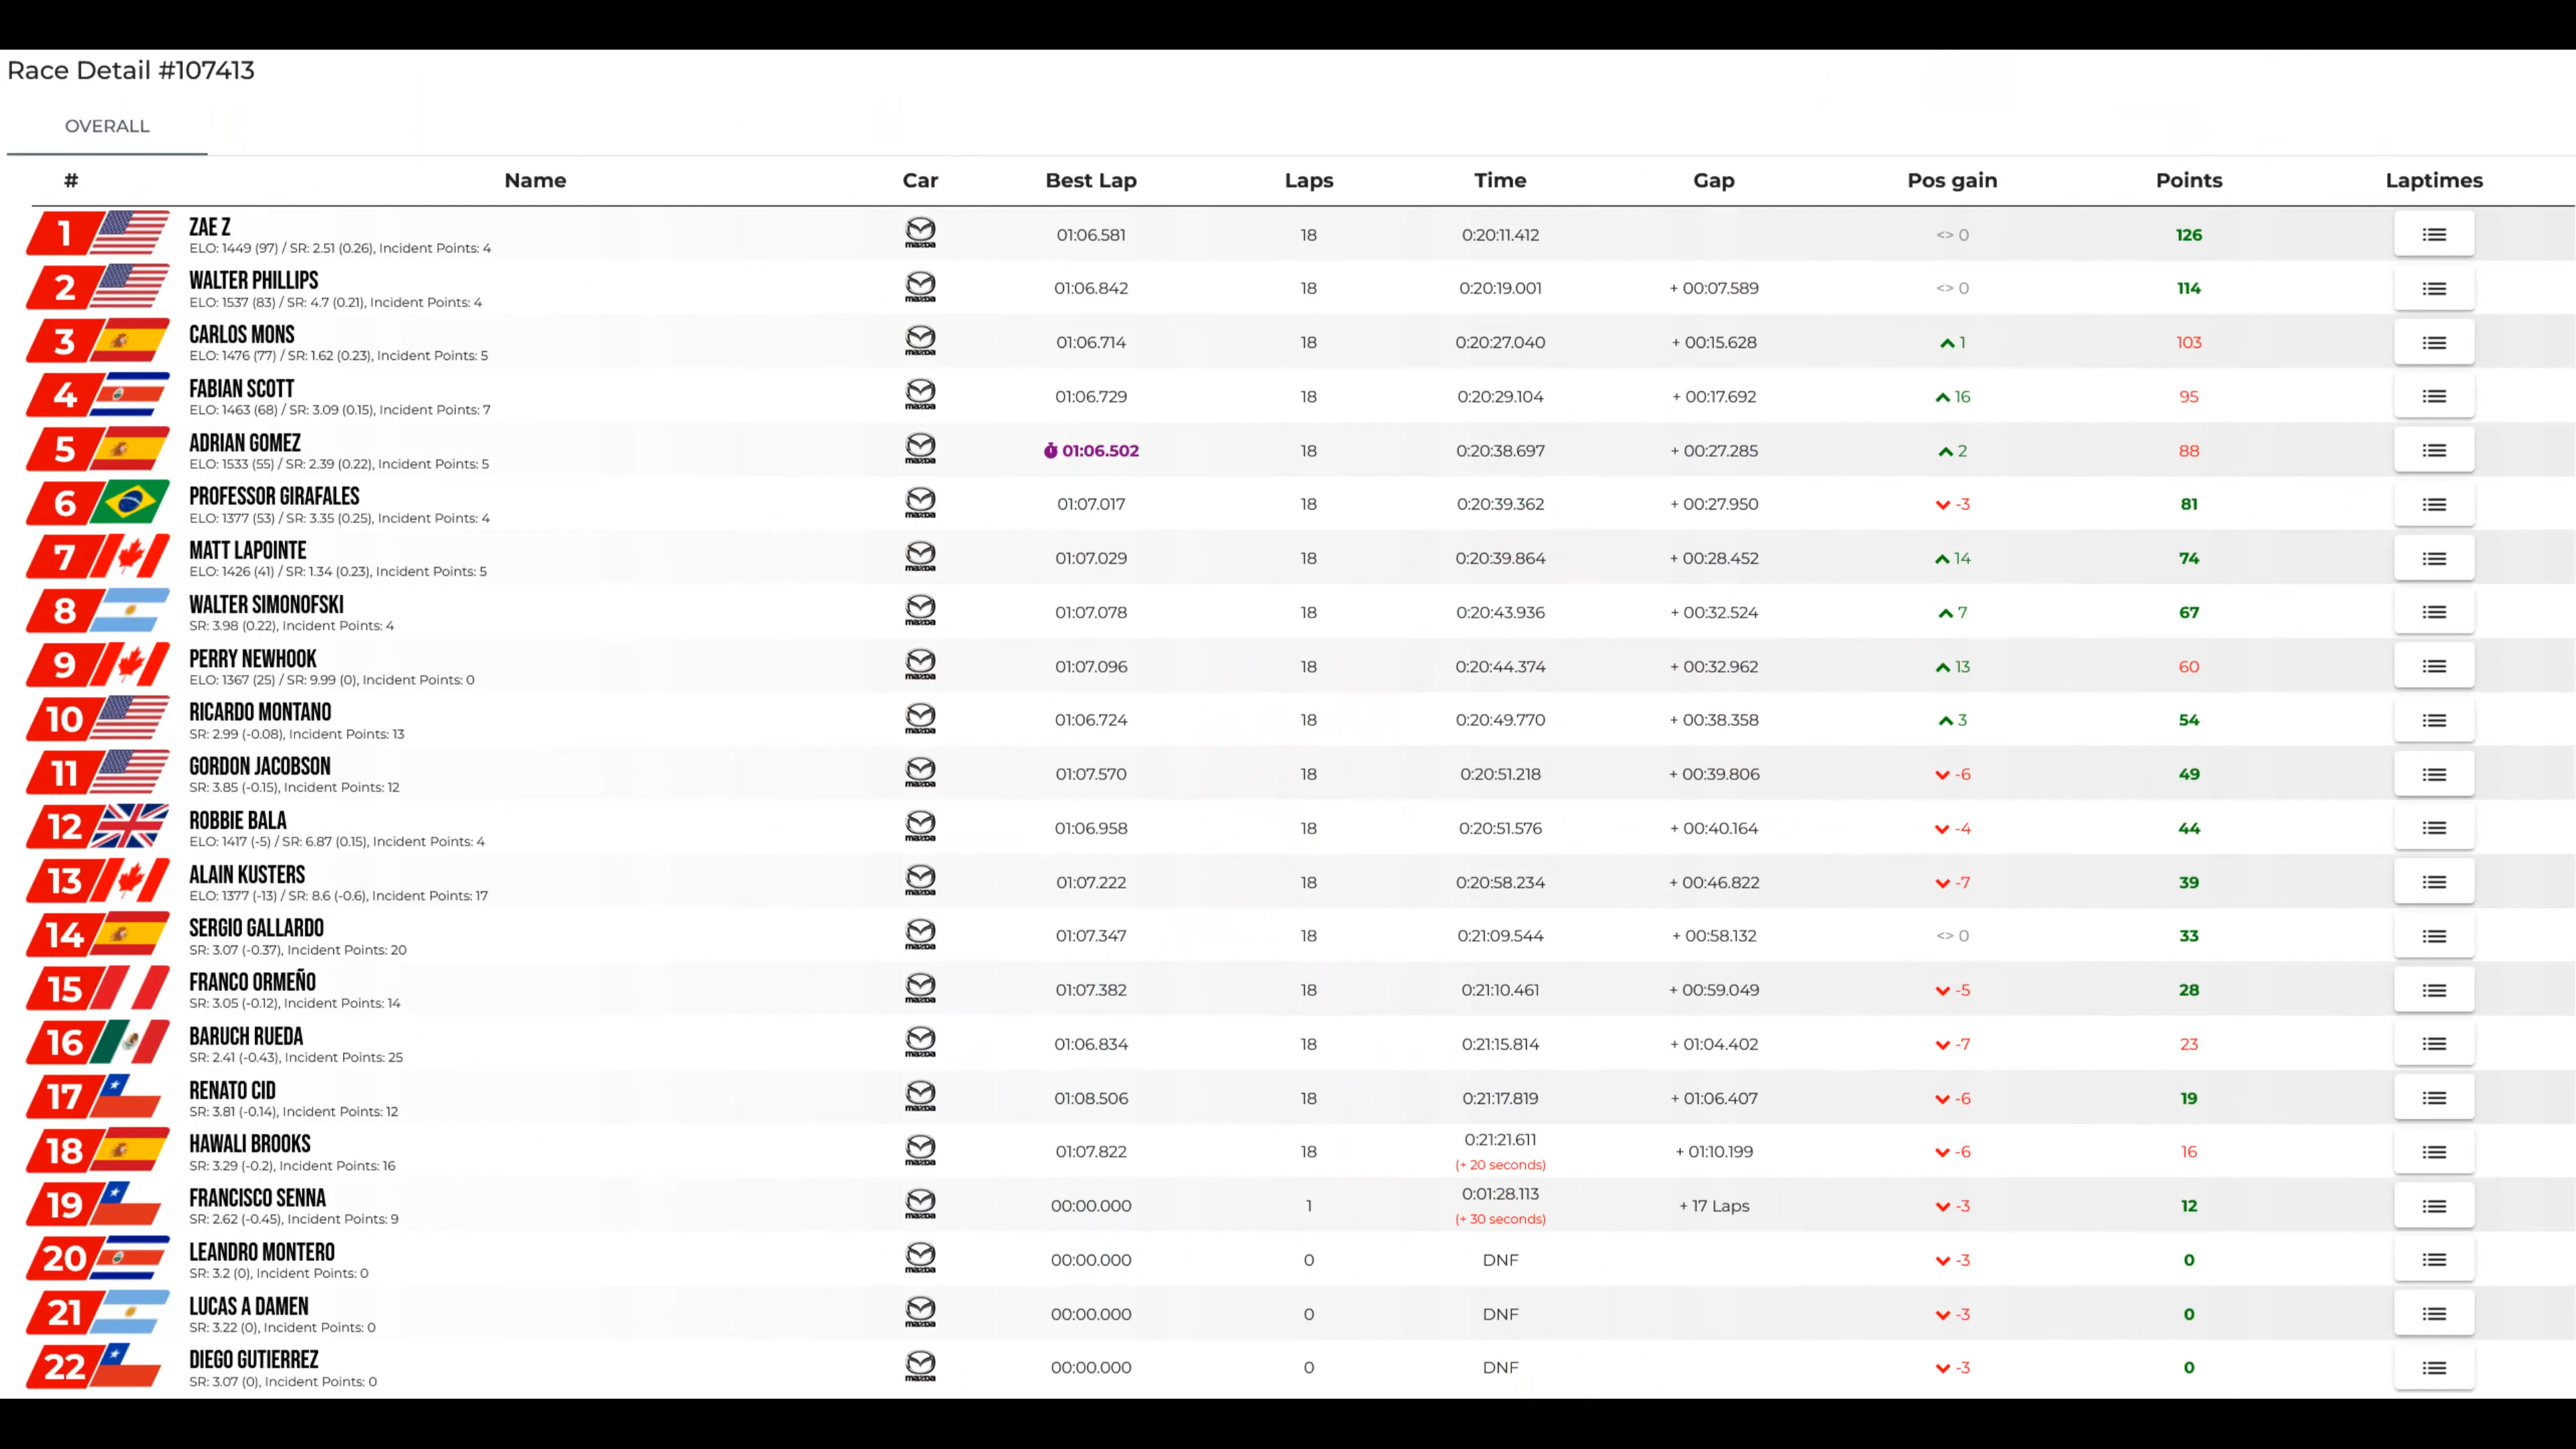 Race Detail #107413
OVERALL
# Name Car Best Lap Laps Time Gap Pos gain Points Laptimes
1 ZAE Z mazda 01:06.581 18 0:20:11.412 <> 0 126
ELO: 1449 (97) / SR: 2.51 (0.26), Incident Points: 4
2 WALTER PHILLIPS mazda 01:06.842 18 0:20:19.001 + 00:07.589 <> 0 114
ELO: 1537 (83) / SR: 4.7 (0.21), Incident Points: 4
3 CARLOS MONS mazda 01:06.714 18 0:20:27.040 + 00:15.628 1 103
ELO: 1476 (77) / SR: 1.62 (0.23), Incident Points: 5
4 FABIAN SCOTT mazda 01:06.729 18 0:20:29.104 + 00:17.692 16 95
ELO: 1463 (68) / SR: 3.09 (0.15), Incident Points: 7
5 ADRIAN GOMEZ mazda 01:06.502 18 0:20:38.697 + 00:27.285 2 88
ELO: 1533 (55) / SR: 2.39 (0.22), Incident Points: 5
6 PROFESSOR GIRAFALES mazda 01:07.017 18 0:20:39.362 + 00:27.950 -3 81
ELO: 1377 (53) / SR: 3.35 (0.25), Incident Points: 4
7 MATT LAPOINTE mazda 01:07.029 18 0:20:39.864 + 00:28.452 14 74
ELO: 1426 (41) / SR: 1.34 (0.23), Incident Points: 5
8 WALTER SIMONOFSKI mazda 01:07.078 18 0:20:43.936 + 00:32.524 7 67
SR: 3.98 (0.22), Incident Points: 4
9 PERRY NEWHOOK mazda 01:07.096 18 0:20:44.374 + 00:32.962 13 60
ELO: 1367 (25) / SR: 9.99 (0), Incident Points: 0
10 RICARDO MONTANO mazda 01:06.724 18 0:20:49.770 + 00:38.358 3 54
SR: 2.99 (-0.08), Incident Points: 13
11 GORDON JACOBSON mazda 01:07.570 18 0:20:51.218 + 00:39.806 -6 49
SR: 3.85 (-0.15), Incident Points: 12
12 ROBBIE BALA mazda 01:06.958 18 0:20:51.576 + 00:40.164 -4 44
ELO: 1417 (-5) / SR: 6.87 (0.15), Incident Points: 4
13 ALAIN KUSTERS mazda 01:07.222 18 0:20:58.234 + 00:46.822 -7 39
ELO: 1377 (-13) / SR: 8.6 (-0.6), Incident Points: 17
14 SERGIO GALLARDO mazda 01:07.347 18 0:21:09.544 + 00:58.132 <> 0 33
SR: 3.07 (-0.37), Incident Points: 20
15 FRANCO ORMEÑO mazda 01:07.382 18 0:21:10.461 + 00:59.049 -5 28
SR: 3.05 (-0.12), Incident Points: 14
16 BARUCH RUEDA mazda 01:06.834 18 0:21:15.814 + 01:04.402 -7 23
SR: 2.41 (-0.43), Incident Points: 25
17 RENATO CID mazda 01:08.506 18 0:21:17.819 + 01:06.407 -6 19
SR: 3.81 (-0.14), Incident Points: 12
18 HAWALI BROOKS mazda 01:07.822 18 0:21:21.611 + 01:10.199 -6 16
SR: 3.29 (-0.2), Incident Points: 16 (+ 20 seconds)
19 FRANCISCO SENNA mazda 00:00.000 1 0:01:28.113 + 17 Laps -3 12
SR: 2.62 (-0.45), Incident Points: 9 (+ 30 seconds)
20 LEANDRO MONTERO mazda 00:00.000 0 DNF -3 0
SR: 3.2 (0), Incident Points: 0
21 LUCAS A DAMEN mazda 00:00.000 0 DNF -3 0
SR: 3.22 (0), Incident Points: 0
22 DIEGO GUTIERREZ mazda 00:00.000 0 DNF -3 0
SR: 3.07 (0), Incident Points: 0